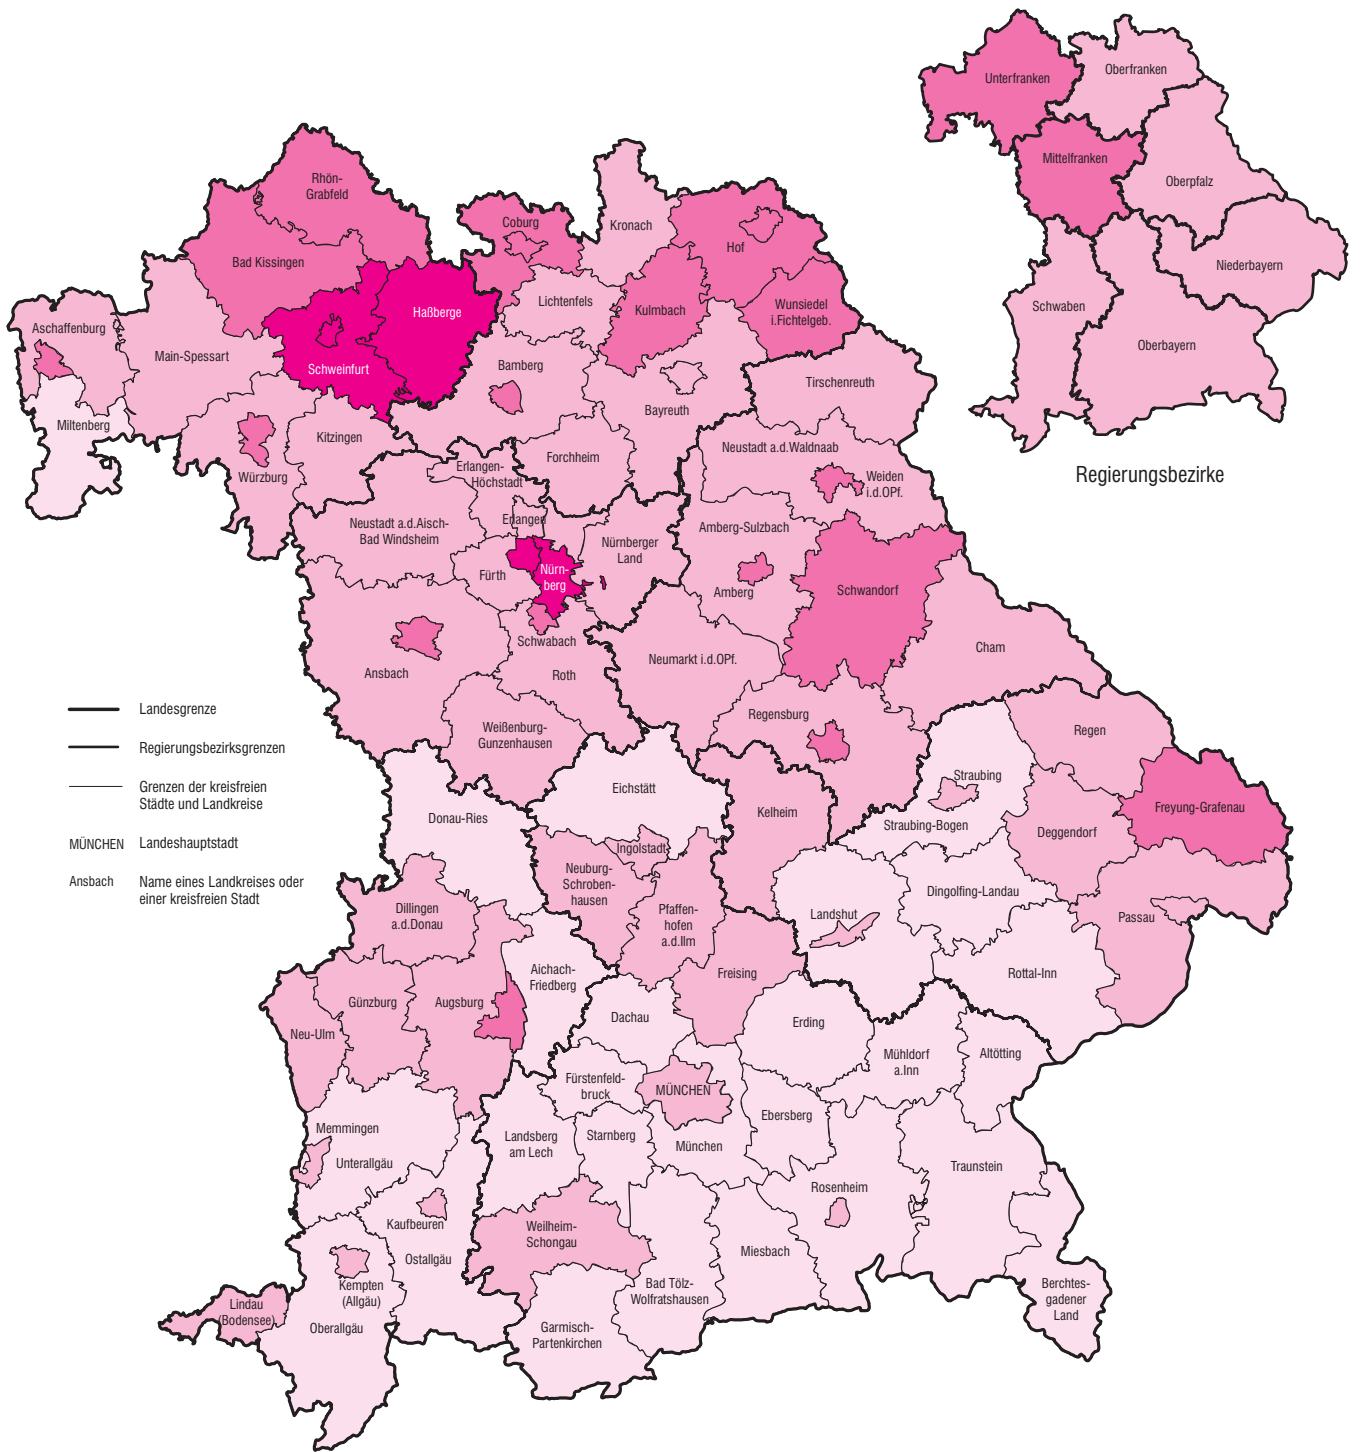 Unterfranken
Oberfranken
Mittelfranken
Oberpfalz
Niederbayern
Schwaben
Oberbayern
Regierungsbezirke
Rhön-
Grabfeld
Coburg
Kronach
Hof
Bad Kissingen
Lichtenfels
Kulmbach
Wunsiedel
i.Fichtelgeb.
Haßberge
Aschaffenburg
Main-Spessart
Schweinfurt
Bamberg
Tirschenreuth
Bayreuth
Miltenberg
Kitzingen
Neustadt a.d.Waldnaab
Forchheim
Erlangen-
Höchstadt
Würzburg
Weiden
i.d.OPf.
Neustadt a.d.Aisch-
Bad Windsheim
Erlangen
Amberg-Sulzbach
Nürnberger
Land
Fürth
Nürn-
berg
Amberg
Schwandorf
Schwabach
Cham
Neumarkt i.d.OPf.
Ansbach
Roth
Landesgrenze
Regierungsbezirksgrenzen
Grenzen der kreisfreien
Städte und Landkreise
MÜNCHEN
Landeshauptstadt
Ansbach
Name eines Landkreises oder
einer kreisfreien Stadt
Weißenburg-
Gunzenhausen
Regensburg
Regen
Eichstätt
Straubing
Kelheim
Freyung-Grafenau
Donau-Ries
Straubing-Bogen
Deggendorf
Ingolstadt
Neuburg-
Schroben-
hausen
Dingolfing-Landau
Dillingen
a.d.Donau
Pfaffen-
hofen
a.d.Ilm
Landshut
Passau
Aichach-
Friedberg
Freising
Rottal-Inn
Günzburg
Augsburg
Dachau
Erding
Neu-Ulm
Mühldorf
a.Inn
Altötting
Fürstenfeld-
bruck
MÜNCHEN
Ebersberg
Memmingen
Landsberg
am Lech
Starnberg
München
Unterallgäu
Traunstein
Rosenheim
Kaufbeuren
Weilheim-
Schongau
Miesbach
Ostallgäu
Kempten
(Allgäu)
Bad Tölz-
Wolfratshausen
Berchtes-
gadener
Land
Lindau
(Bodensee)
Oberallgäu
Garmisch-
Partenkirchen